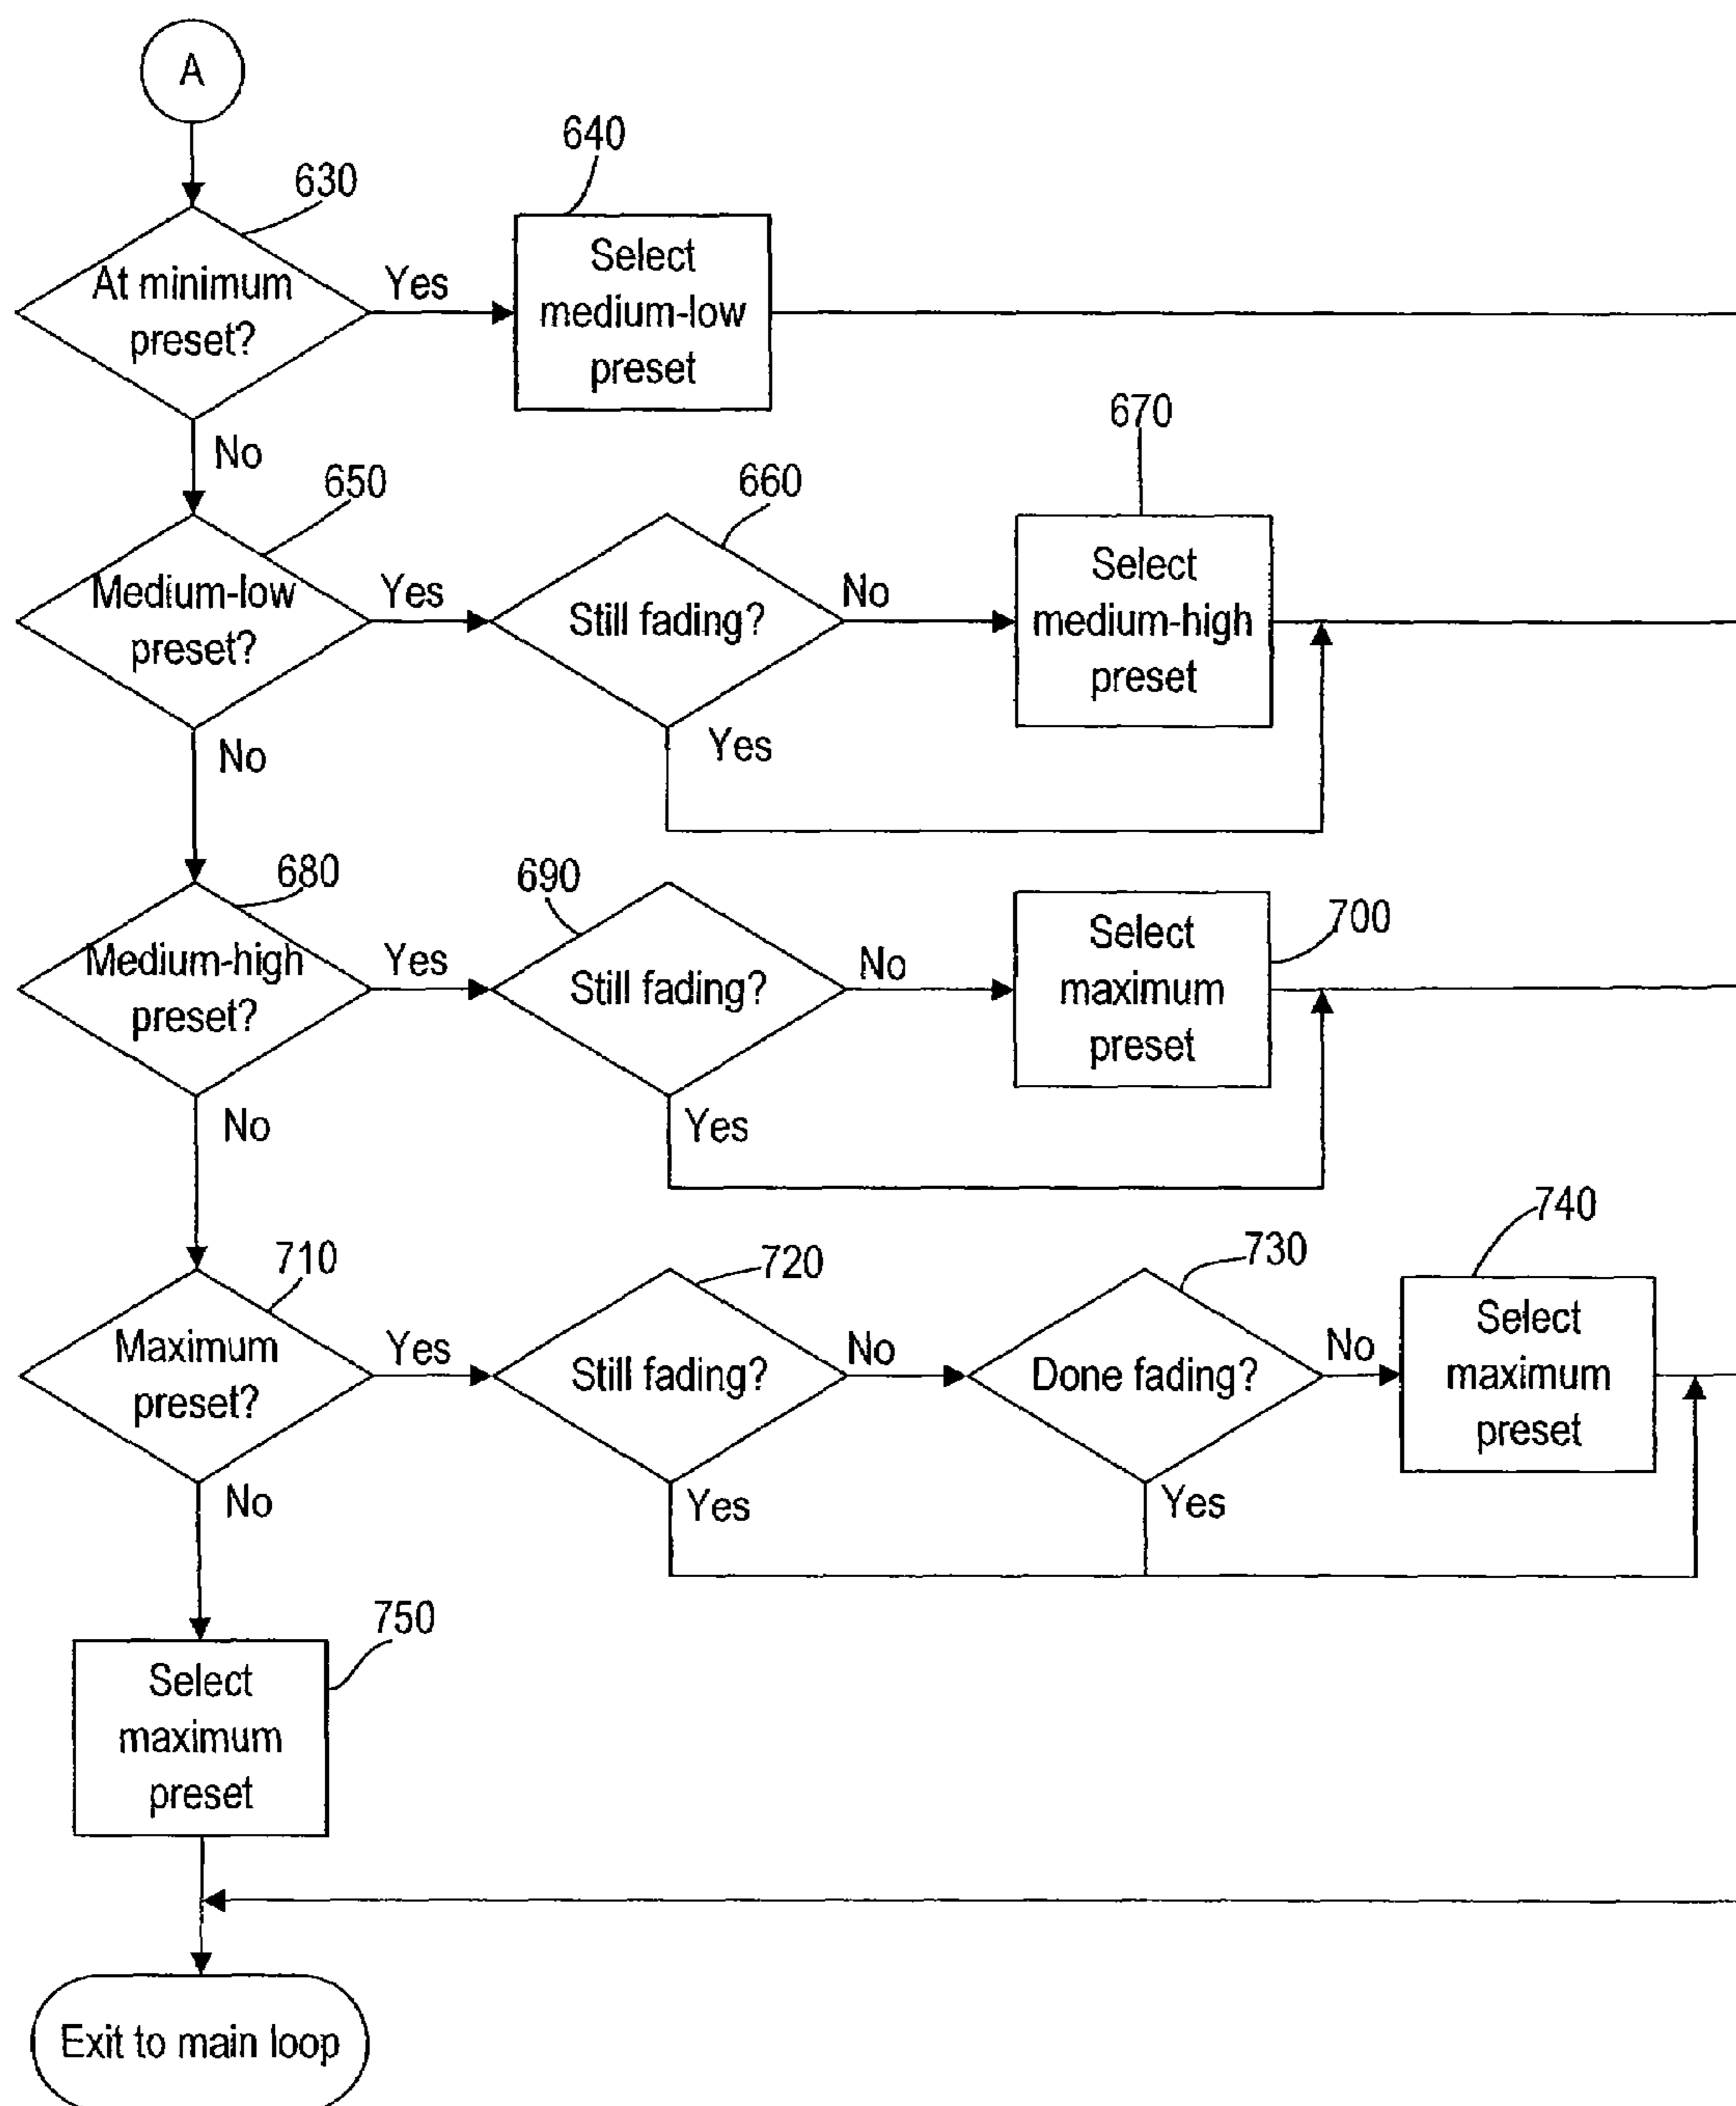 A
630
At minimum
preset?
Yes
640
Select
medium-low
preset
No
650
Medium-low
preset?
Yes
660
Still fading?
No
670
Select
medium-high
preset
Yes
No
680
Medium-high
preset?
Yes
690
Still fading?
No
700
Select
maximum
preset
Yes
No
710
Maximum
preset?
Yes
720
Still fading?
No
730
Done fading?
No
740
Select
maximum
preset
Yes
Yes
No
750
Select
maximum
preset
Exit to main loop